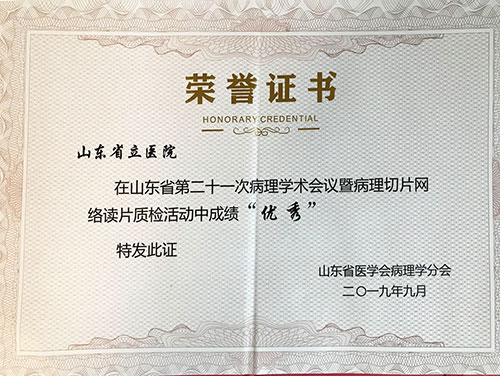 荣誉证书
HONORARY CREDENTIAL
山东省立医院
在山东省第二十一次病理学术会议暨病理切片网
络读片质检活动中成绩“优秀”
特发此证
山东省医学会病理学分会
二〇一九年九月